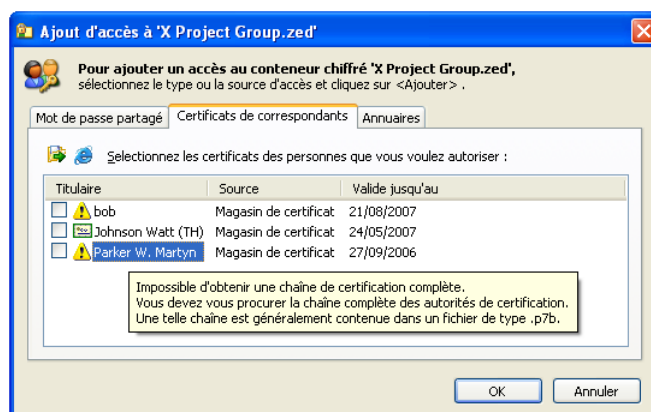 Ajout d'accès à 'X Project Group.zed'
Pour ajouter un accès au conteneur chiffré 'X Project Group.zed',
sélectionnez le type ou la source d'accès et cliquez sur <Ajouter> .
Mot de passe partagé Certificats de correspondants Annuaires
Selectionnez les certificats des personnes que vous voulez autoriser :
Titulaire Source Valide jusqu'au
bob Magasin de certificat 21/08/2007
Johnson Watt (TH) Magasin de certificat 24/05/2007
Parker W. Martyn Magasin de certificat 27/09/2006
Impossible d'obtenir une chaîne de certification complète.
Vous devez vous procurer la chaîne complète des autorités de certification.
Une telle chaîne est généralement contenue dans un fichier de type .p7b.
OK Annuler